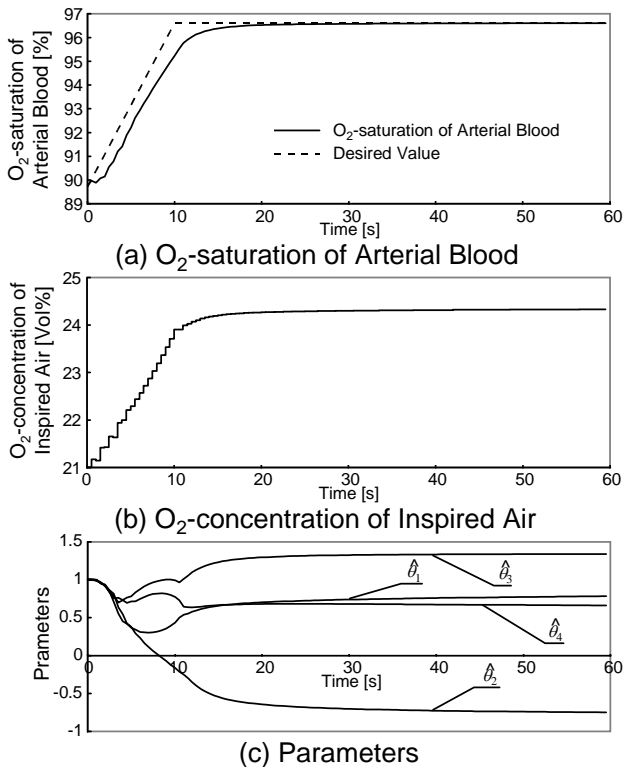 97
96
95
94
93
92
91
90
89
O₂-saturation of
Arterial Blood [%]
O₂-saturation of Arterial Blood
Desired Value
0 10 20 30 40 50 60
Time [s]
(a) O₂-saturation of Arterial Blood
25
24
23
22
21
O₂-concentration of
Inspired Air [Vol%]
0 10 20 30 40 50 60
Time [s]
(b) O₂-concentration of Inspired Air
1.5
1
0.5
0
-0.5
-1
Prameters
θ̂₁
θ̂₃
θ̂₄
0 10 20 30 40 50 60
Time [s]
θ̂₂
(c) Parameters